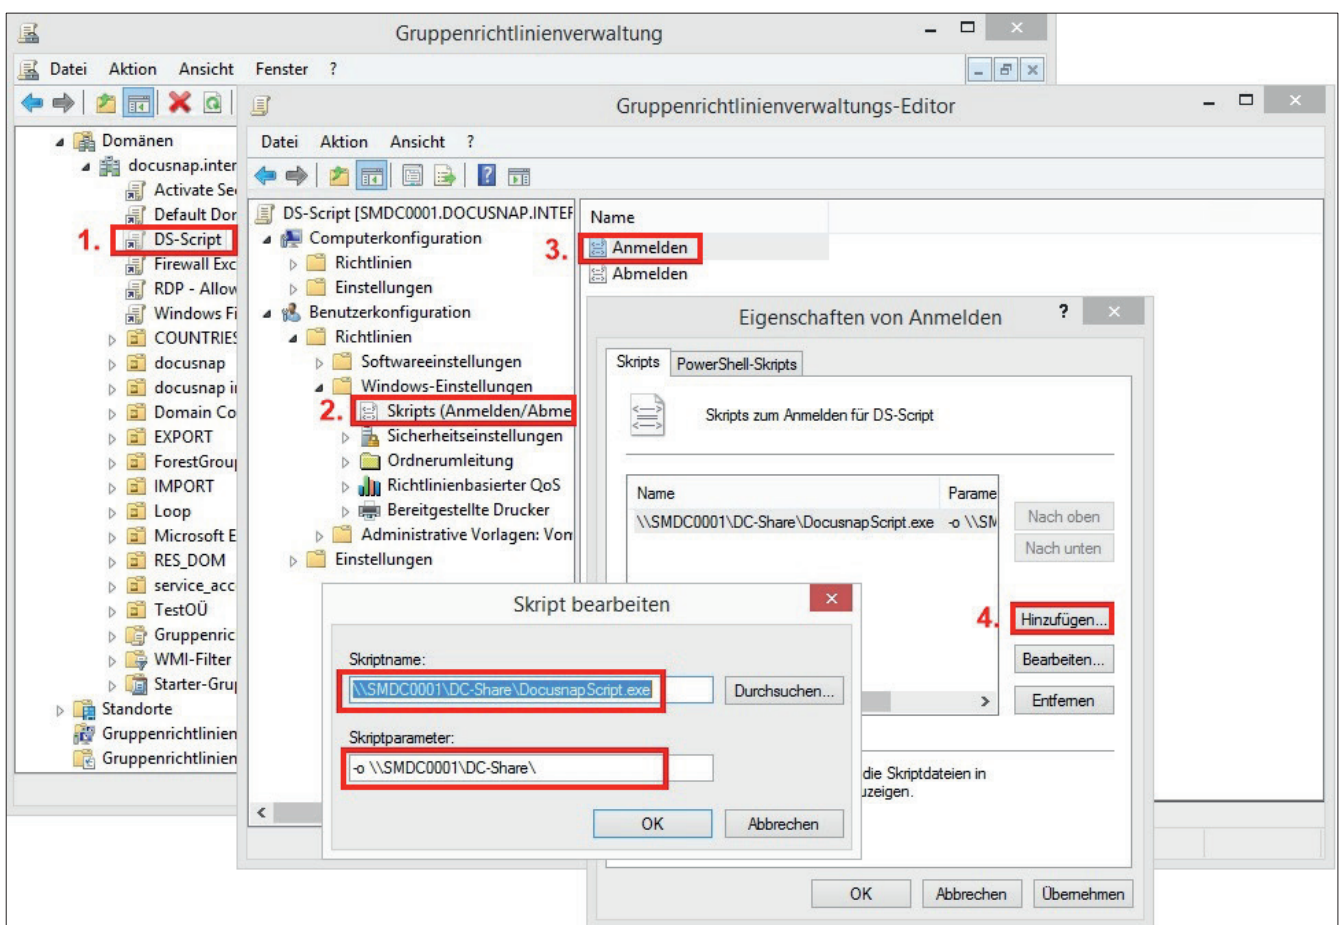 Gruppenrichtlinienverwaltung
Datei Aktion Ansicht Fenster ?
Domänen
docusnap.inter
Activate Se
Default Dor
1. DS-Script
Firewall Exc
RDP - Allow
Windows Fi
COUNTRIES
docusnap
docusnap i
Domain Co
EXPORT
ForestGroup
IMPORT
Loop
Microsoft E
RES_DOM
service_acc
TestOÜ
Gruppenric
WMI-Filter
Starter-Gru
Standorte
Gruppenrichtlinien
Gruppenrichtlinien
Gruppenrichtlinienverwaltungs-Editor
Datei Aktion Ansicht ?
DS-Script [SMDC0001.DOCUSNAP.INTER
Computerkonfiguration
Richtlinien
Einstellungen
Benutzerkonfiguration
Richtlinien
Softwareeinstellungen
Windows-Einstellungen
2. Skripts (Anmelden/Abme
Sicherheitseinstellungen
Ordnerumleitung
Richtlinienbasierter QoS
Bereitgestellte Drucker
Administrative Vorlagen: Vom
Einstellungen
Name
3. Anmelden
Abmelden
Eigenschaften von Anmelden ?
Skripts PowerShell-Skripts
Skripts zum Anmelden für DS-Script
Name Parame
\\SMDC0001\DC-Share\DocusnapScript.exe -o \\SM
Nach oben
Nach unten
4. Hinzufügen...
Bearbeiten...
Entfernen
die Skriptdateien in
uzeigen.
OK Abbrechen Übernehmen
Skript bearbeiten
Skriptname:
\\SMDC0001\DC-Share\DocusnapScript.exe Durchsuchen...
Skriptparameter:
-o \\SMDC0001\DC-Share\
OK Abbrechen